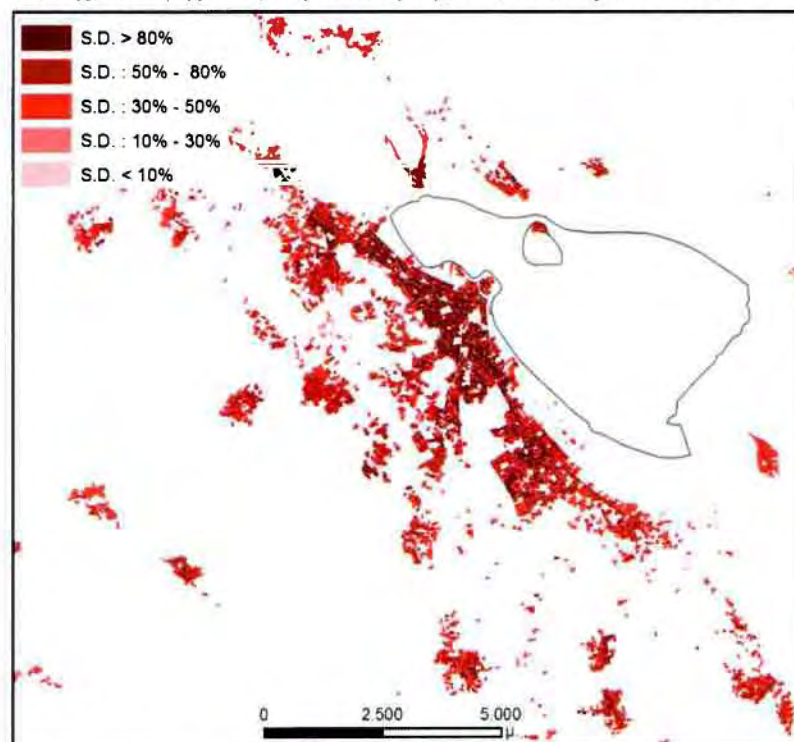 S.D. > 80%
S.D. : 50% - 80%
S.D. : 30% - 50%
S.D. : 10% - 30%
S.D. < 10%
0 2.500 5.000
μ